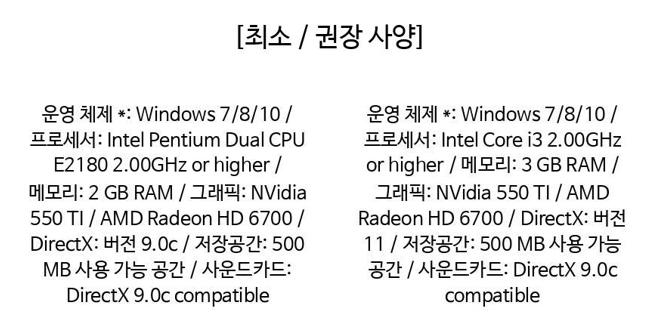 [최소 / 권장 사양]
운영 체제 *: Windows 7/8/10 /
프로세서: Intel Pentium Dual CPU
E2180 2.00GHz or higher /
메모리: 2 GB RAM / 그래픽: NVidia
550 TI / AMD Radeon HD 6700 /
DirectX: 버전 9.0c / 저장공간: 500
MB 사용 가능 공간 / 사운드카드:
DirectX 9.0c compatible
운영 체제 *: Windows 7/8/10 /
프로세서: Intel Core i3 2.00GHz
or higher / 메모리: 3 GB RAM /
그래픽: NVidia 550 TI / AMD
Radeon HD 6700 / DirectX: 버전
11 / 저장공간: 500 MB 사용 가능
공간 / 사운드카드: DirectX 9.0c
compatible